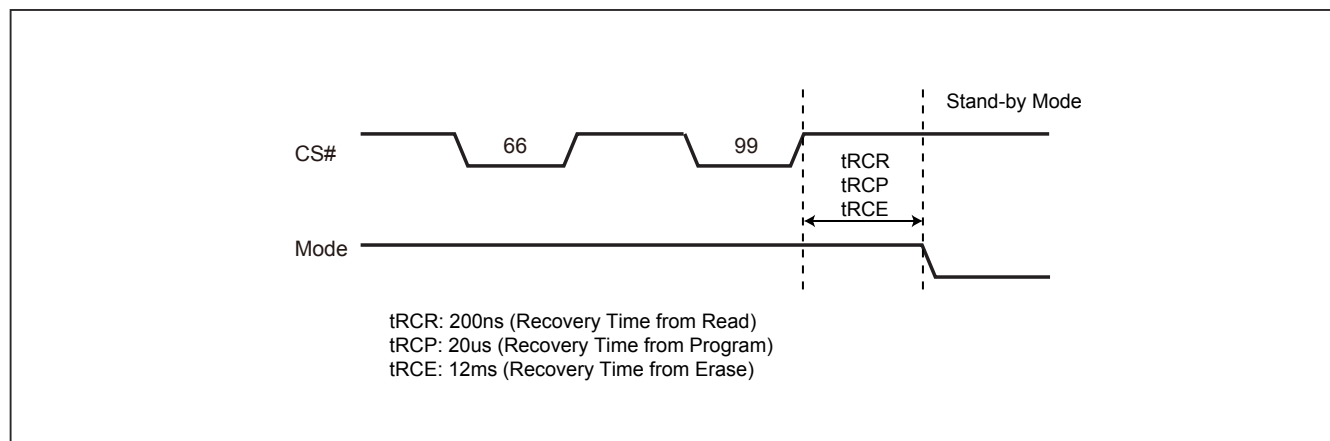 Stand-by Mode
CS#
66
99
tRCR
tRCP
tRCE
Mode
tRCR: 200ns (Recovery Time from Read)
tRCP: 20us (Recovery Time from Program)
tRCE: 12ms (Recovery Time from Erase)